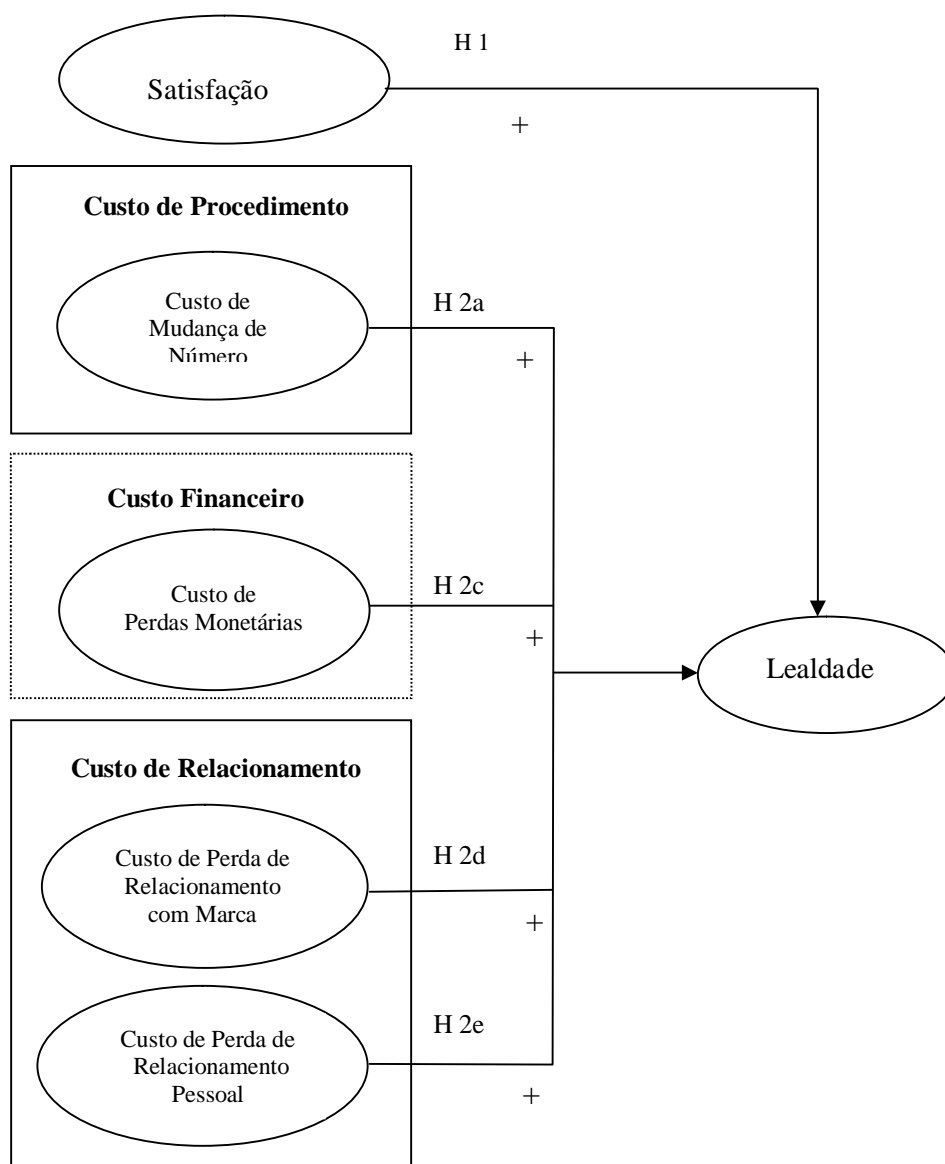 H 1
Satisfação
+
Custo de Procedimento
Custo de
Mudança de
Número
H 2a
+
Custo Financeiro
Custo de
Perdas Monetárias
H 2c
+
Lealdade
Custo de Relacionamento
Custo de Perda de
Relacionamento
com Marca
H 2d
+
Custo de Perda de
Relacionamento
Pessoal
H 2e
+